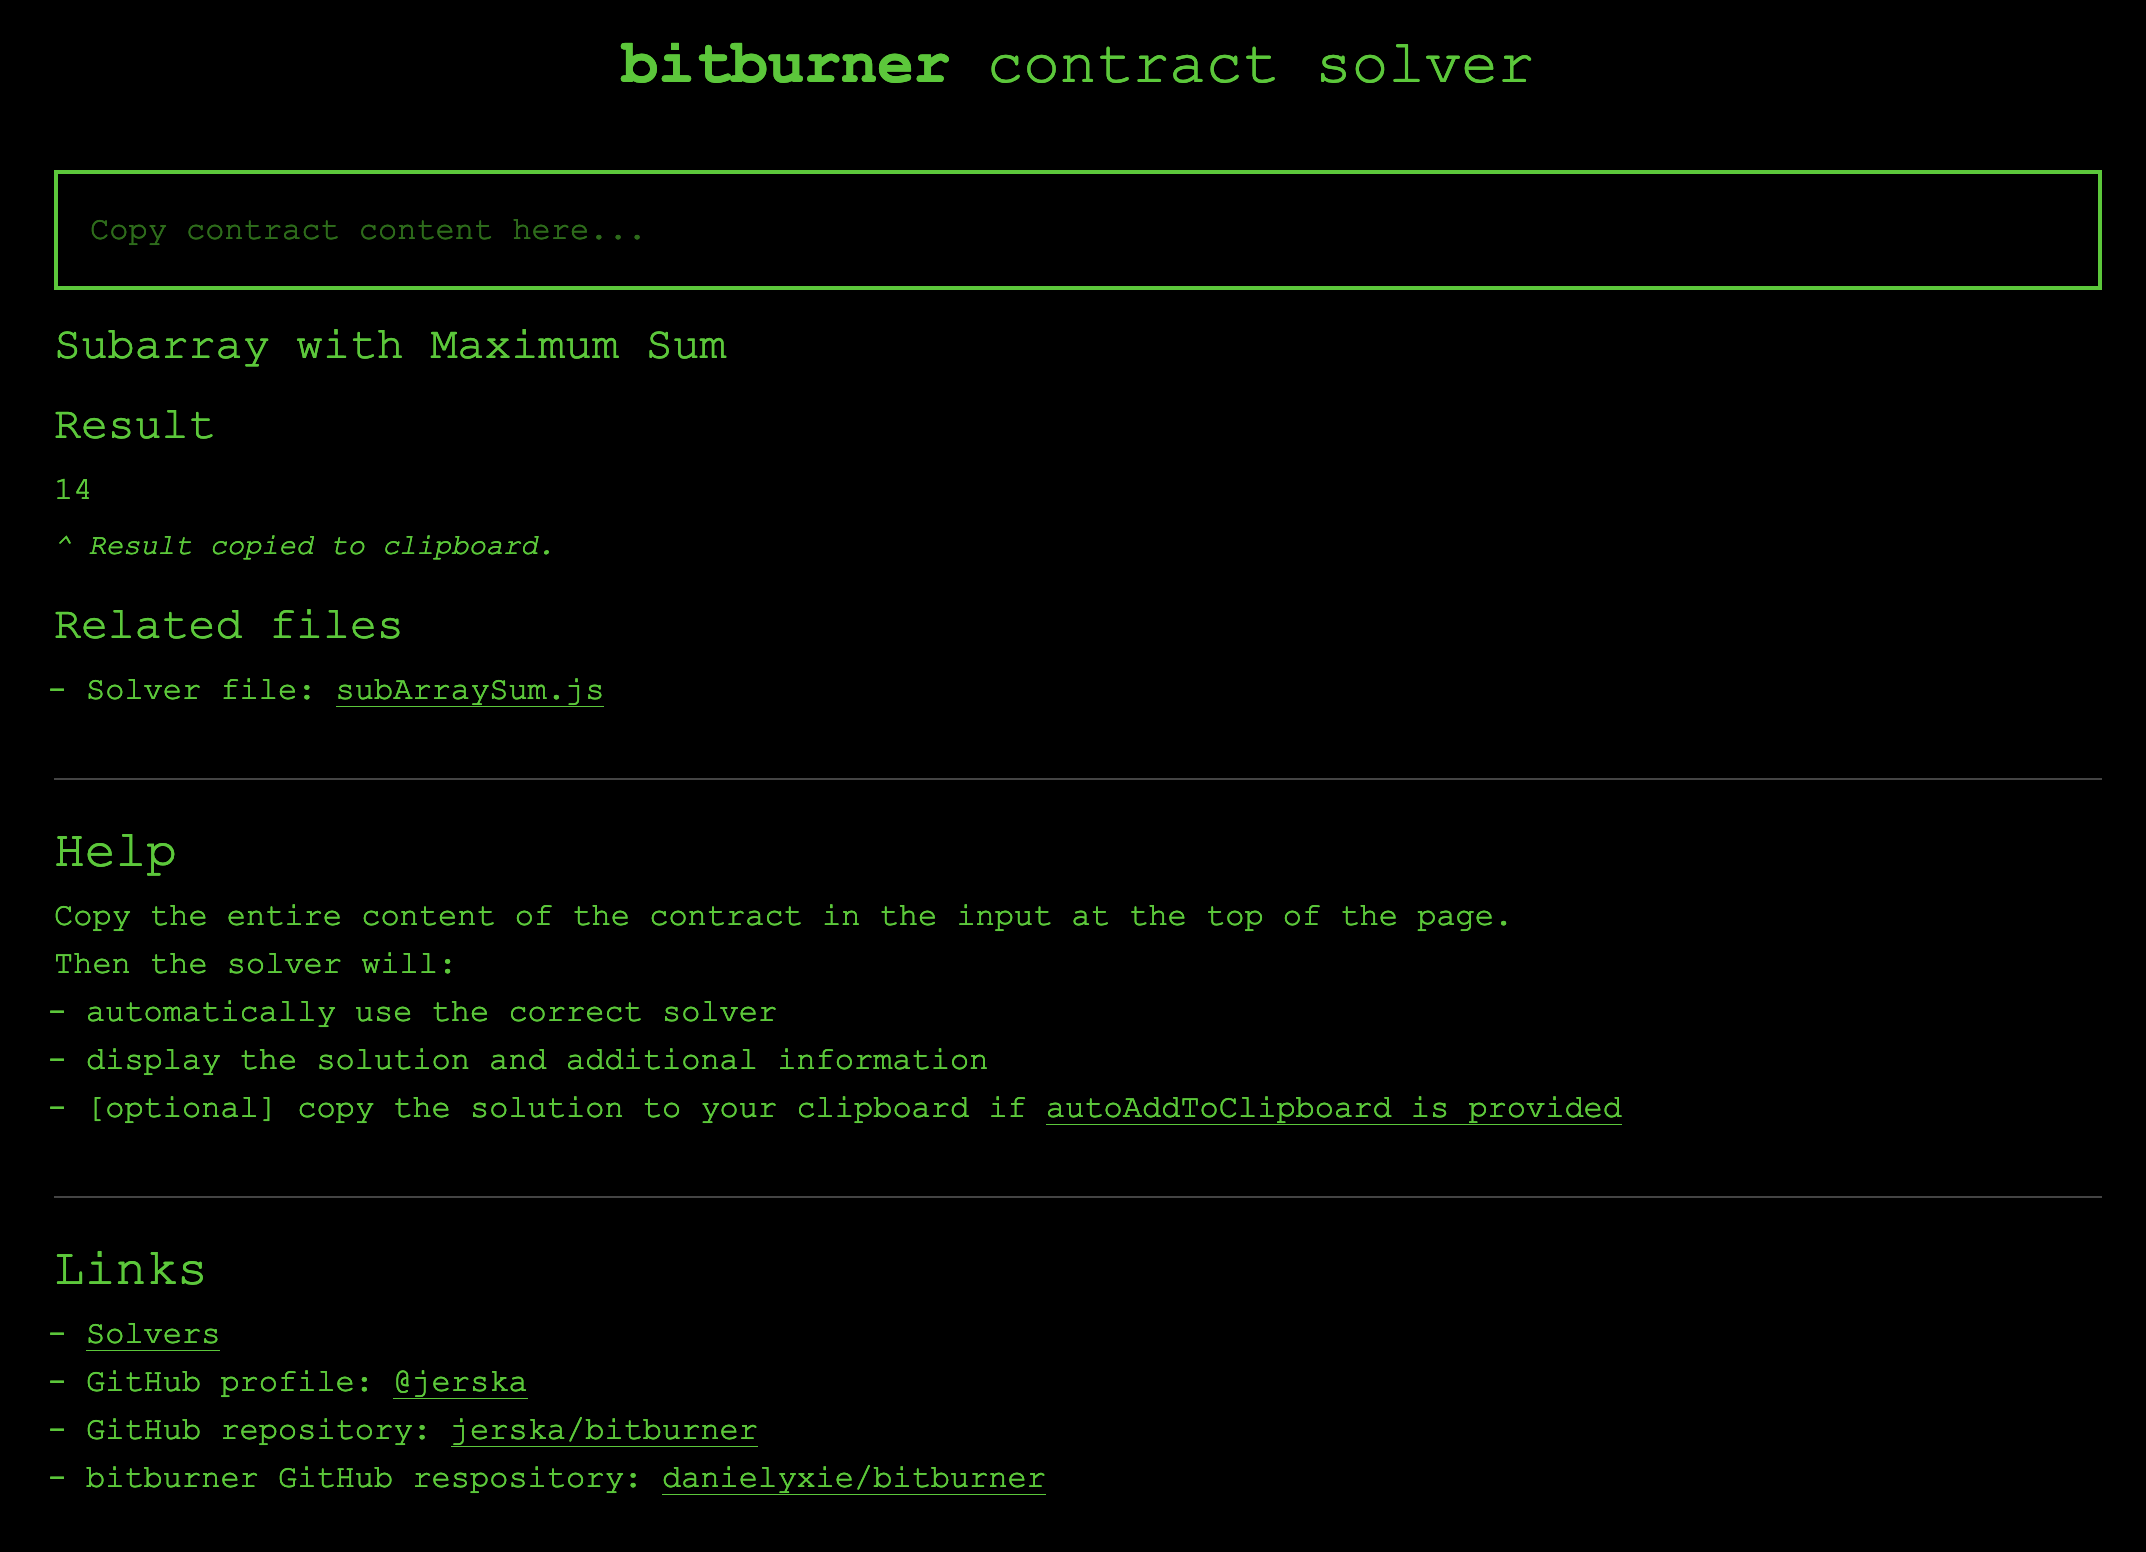 bitburner contract solver
Copy contract content here...
Subarray with Maximum Sum
Result
14
^ Result copied to clipboard.
Related files
- Solver file: subArraySum.js
Help
Copy the entire content of the contract in the input at the top of the page.
Then the solver will:
- automatically use the correct solver
- display the solution and additional information
- [optional] copy the solution to your clipboard if autoAddToClipboard is provided
Links
- Solvers
- GitHub profile: @jerska
- GitHub repository: jerska/bitburner
- bitburner GitHub respository: danielyxie/bitburner